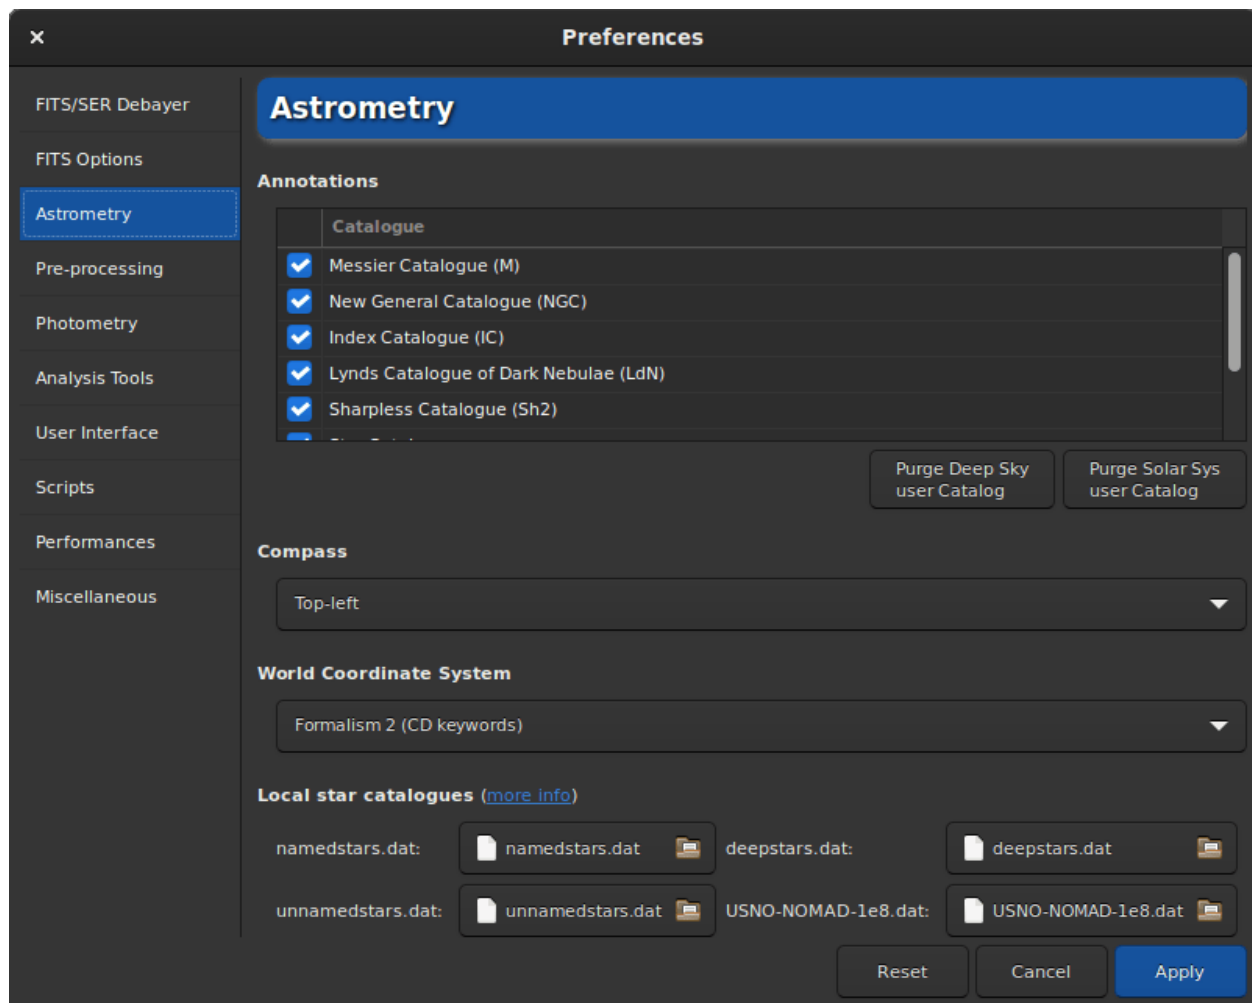 Preferences
FITS/SER Debayer
FITS Options
Astrometry
Pre-processing
Photometry
Analysis Tools
User Interface
Scripts
Performances
Miscellaneous
Astrometry
Annotations
Catalogue
Messier Catalogue (M)
New General Catalogue (NGC)
Index Catalogue (IC)
Lynds Catalogue of Dark Nebulae (LdN)
Sharpless Catalogue (Sh2)
Purge Deep Sky
user Catalog
Purge Solar Sys
user Catalog
Compass
Top-left
World Coordinate System
Formalism 2 (CD keywords)
Local star catalogues (more info)
namedstars.dat: namedstars.dat deepstars.dat: deepstars.dat
unnamedstars.dat: unnamedstars.dat USNO-NOMAD-1e8.dat: USNO-NOMAD-1e8.dat
Reset Cancel Apply